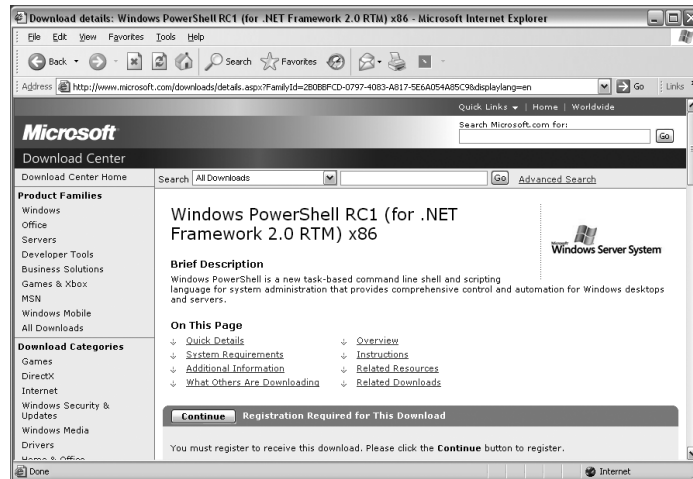 Download details: Windows PowerShell RC1 (for .NET Framework 2.0 RTM) x86 - Microsoft Internet Explorer
File Edit View Favorites Tools Help
Back Search Favorites
Address http://www.microsoft.com/downloads/details.aspx?FamilyId=2B0BBFCD-0797-4083-A817-5E6A054A85C9&displaylang=en Go Links
Quick Links | Home | Worldwide
Microsoft
Search Microsoft.com for:
Go
Download Center
Download Center Home
Search All Downloads Go Advanced Search
Product Families
Windows
Office
Servers
Developer Tools
Business Solutions
Games & Xbox
MSN
Windows Mobile
All Downloads
Download Categories
Games
DirectX
Internet
Windows Security &
Updates
Windows Media
Drivers
Home & Office
Windows PowerShell RC1 (for .NET
Framework 2.0 RTM) x86
Microsoft
Windows Server System
Brief Description
Windows PowerShell is a new task-based command line shell and scripting
language for system administration that provides comprehensive control and automation for Windows desktops
and servers.
On This Page
Quick Details Overview
System Requirements Instructions
Additional Information Related Resources
What Others Are Downloading Related Downloads
Continue Registration Required for This Download
You must register to receive this download. Please click the Continue button to register.
Done Internet